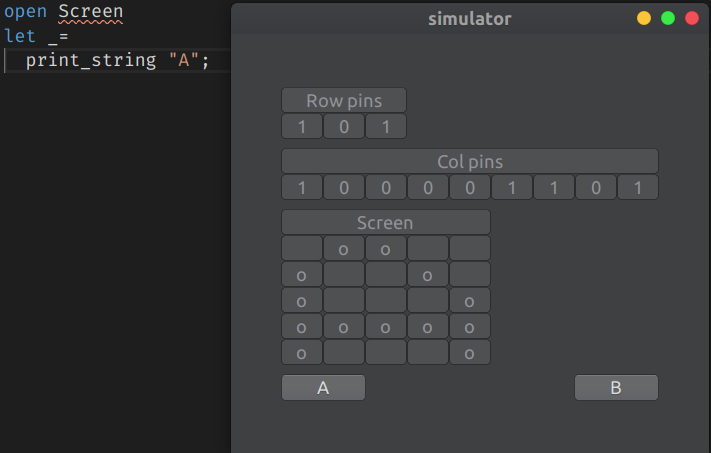 open Screen
let _=
print_string "A";
simulator
Row pins
1 0 1
Col pins
1 0 0 0 0 1 1 0 1
Screen
o o
o o
o o
o o o o o
o o
A B